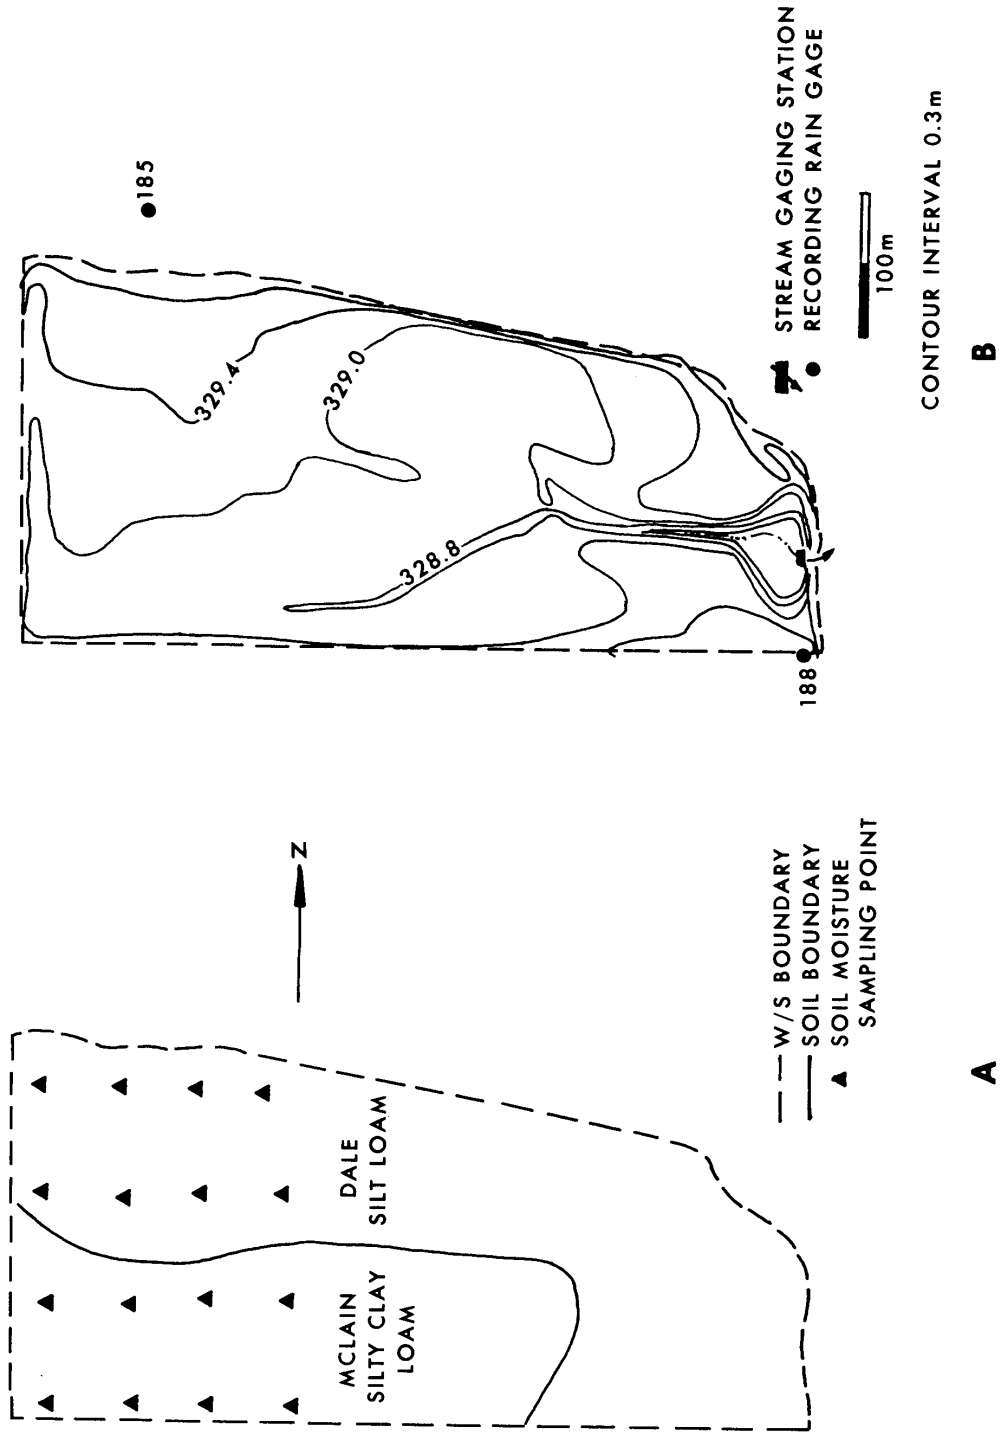 N
DALE
SILT LOAM
MCLAIN
SILTY CLAY
LOAM
W/S BOUNDARY
SOIL BOUNDARY
SOIL MOISTURE
SAMPLING POINT
A
185
329.4
329.0
328.8
188
STREAM GAGING STATION
RECORDING RAIN GAGE
100m
CONTOUR INTERVAL 0.3m
B